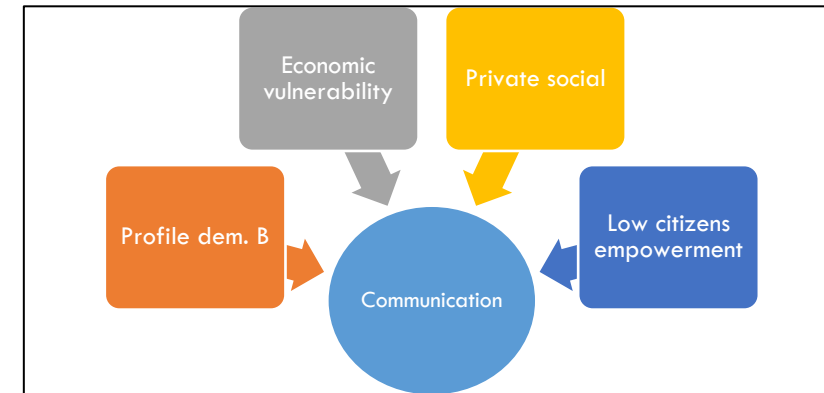 Economic
vulnerability
Private social
Profile dem. B
Low citizens
empowerment
Communication